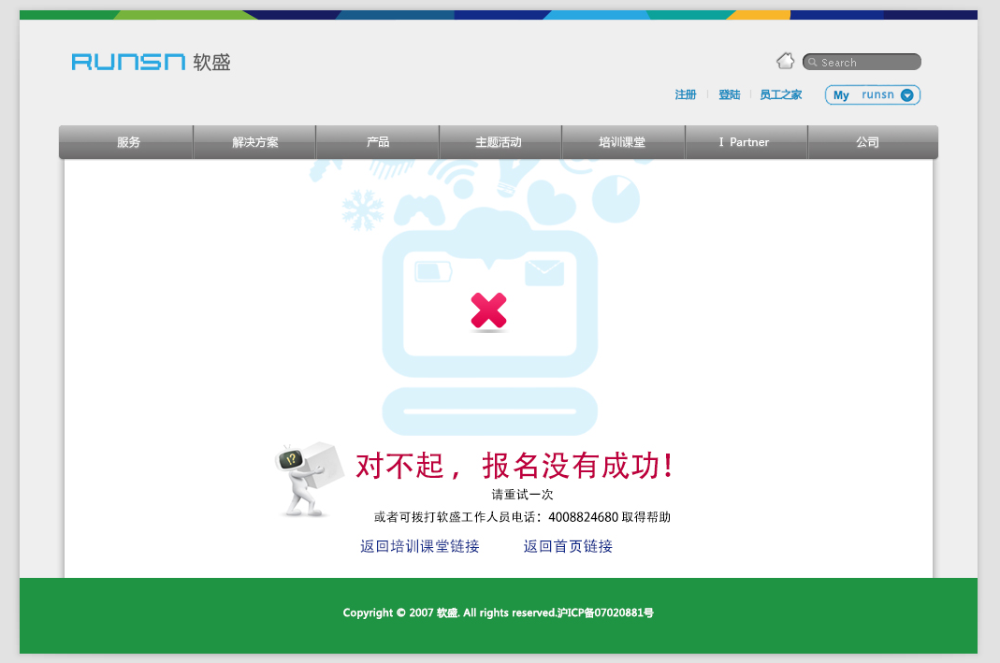 RUNSN 软盛
Search
注册 登陆 员工之家 My runsn
服务 解决方案 产品 主题活动 培训课堂 I Partner 公司
!?
对不起，报名没有成功!
请重试一次
或者可拨打软盛工作人员电话：4008824680 取得帮助
返回培训课堂链接 返回首页链接
Copyright © 2007 软盛. All rights reserved.沪ICP备07020881号